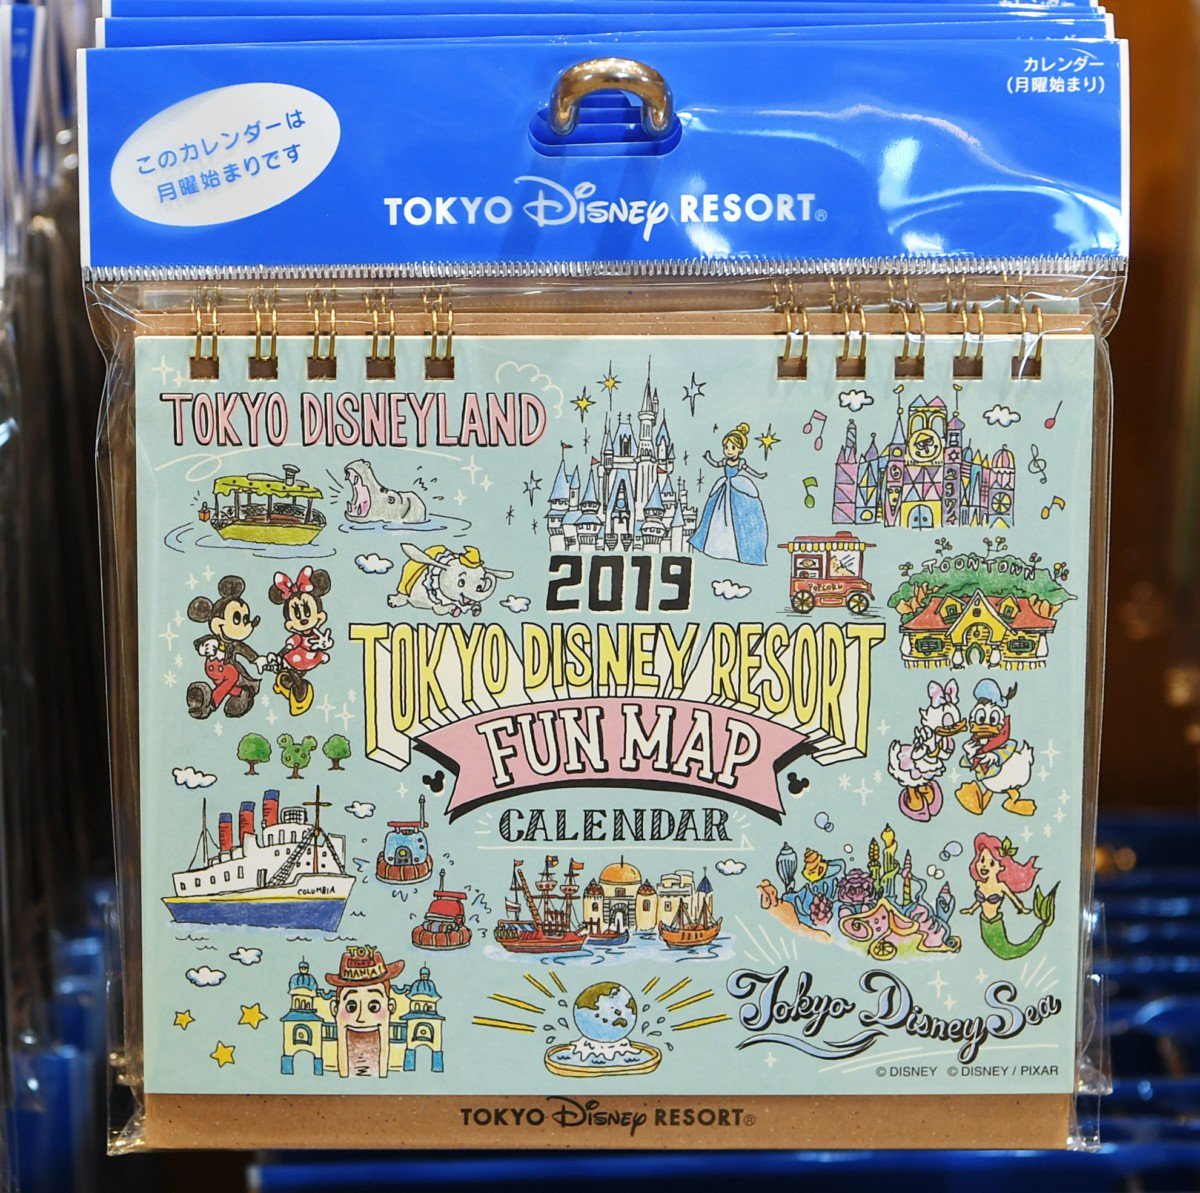 カレンダー
(月曜始まり)
このカレンダーは
月曜始まりです
TOKYO Disney RESORT®
TOKYO DISNEYLAND
2019
POPCORN
TOONTOWN
TOKYO DISNEY RESORT
FUN MAP
CALENDAR
COLUMBIA
TOY
STORY
MANIA!
Tokyo DisneySea
© DISNEY © DISNEY / PIXAR
TOKYO Disney RESORT®